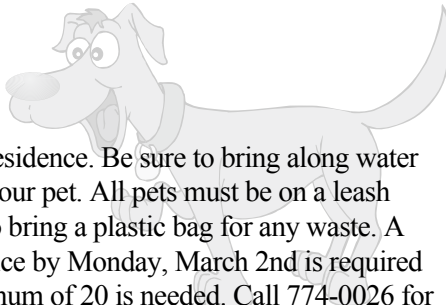 esidence. Be sure to bring along water
our pet. All pets must be on a leash
bring a plastic bag for any waste. A
ce by Monday, March 2nd is required
num of 20 is needed. Call 774-0026 for